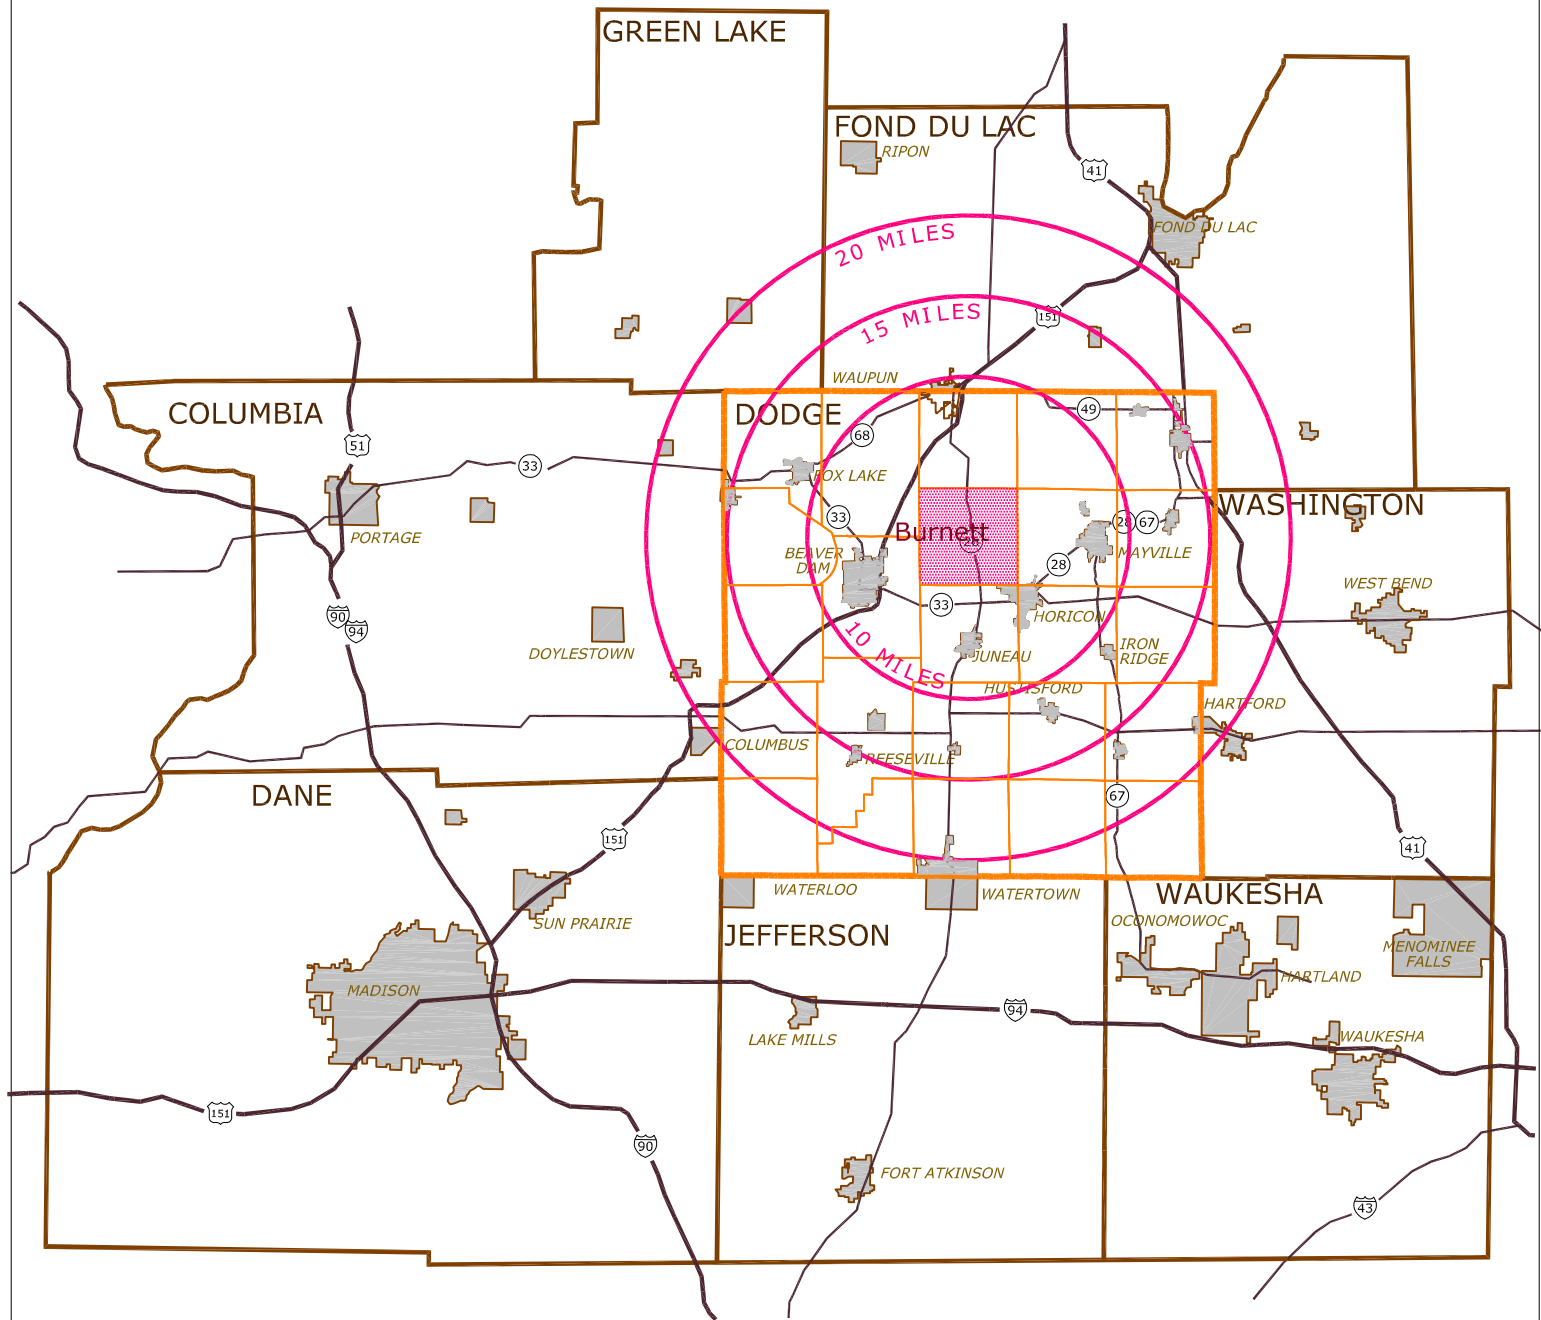 GREEN LAKE
FOND DU LAC
RIPON
41
FOND DU LAC
20 MILES
15 MILES
151
WAUPUN
COLUMBIA
DODGE
49
68
51
33
FOX LAKE
WASHINGTON
33
28
67
PORTAGE
Burnett
BEAVER
DAM
MAYVILLE
28
WEST BEND
90
94
33
HORICON
10 MILES
DOYLESTOWN
JUNEAU
IRON
RIDGE
HUSTISFORD
HARTFORD
COLUMBUS
REESEVILLE
DANE
67
151
41
WATERLOO
WATERTOWN
WAUKESHA
SUN PRAIRIE
OCONOMOWOC
JEFFERSON
MENOMINEE
FALLS
MADISON
HARTLAND
94
LAKE MILLS
WAUKESHA
151
90
FORT ATKINSON
43